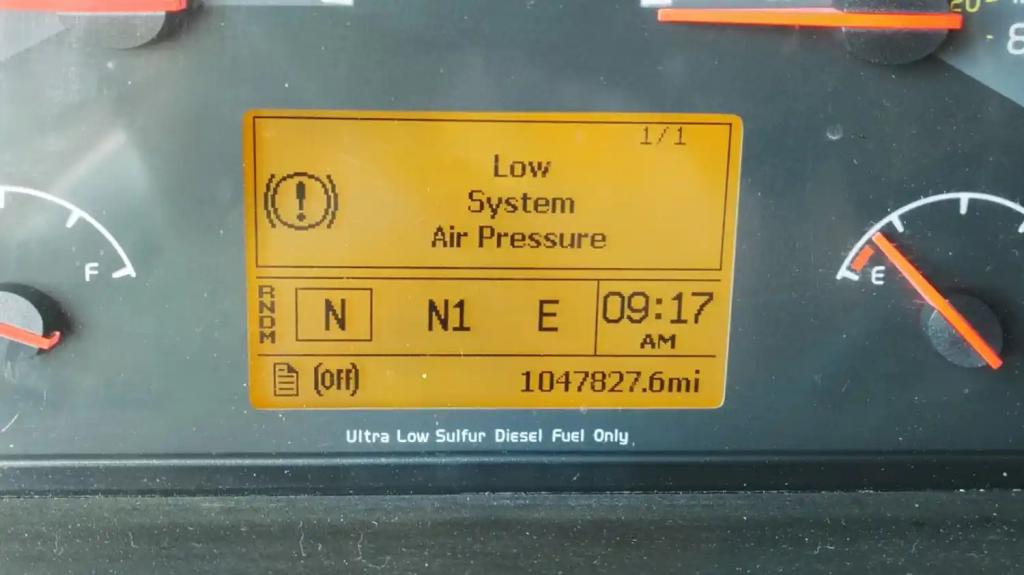 1/1
Low
System
Air Pressure
F
E
R
N
D
M
N N1 E 09:17
AM
(Off) 1047827.6mi
Ultra Low Sulfur Diesel Fuel Only